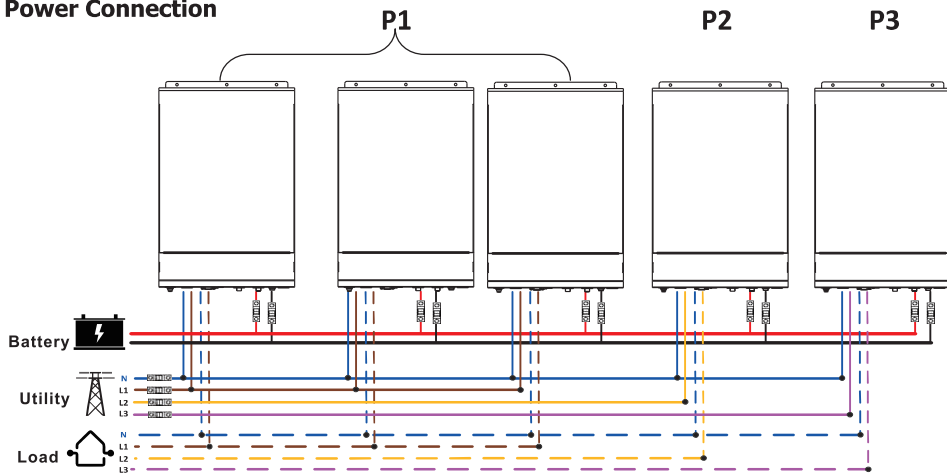 Power Connection
P1
P2
P3
Battery
Utility
N
L1
L2
L3
Load
N
L1
L2
L3